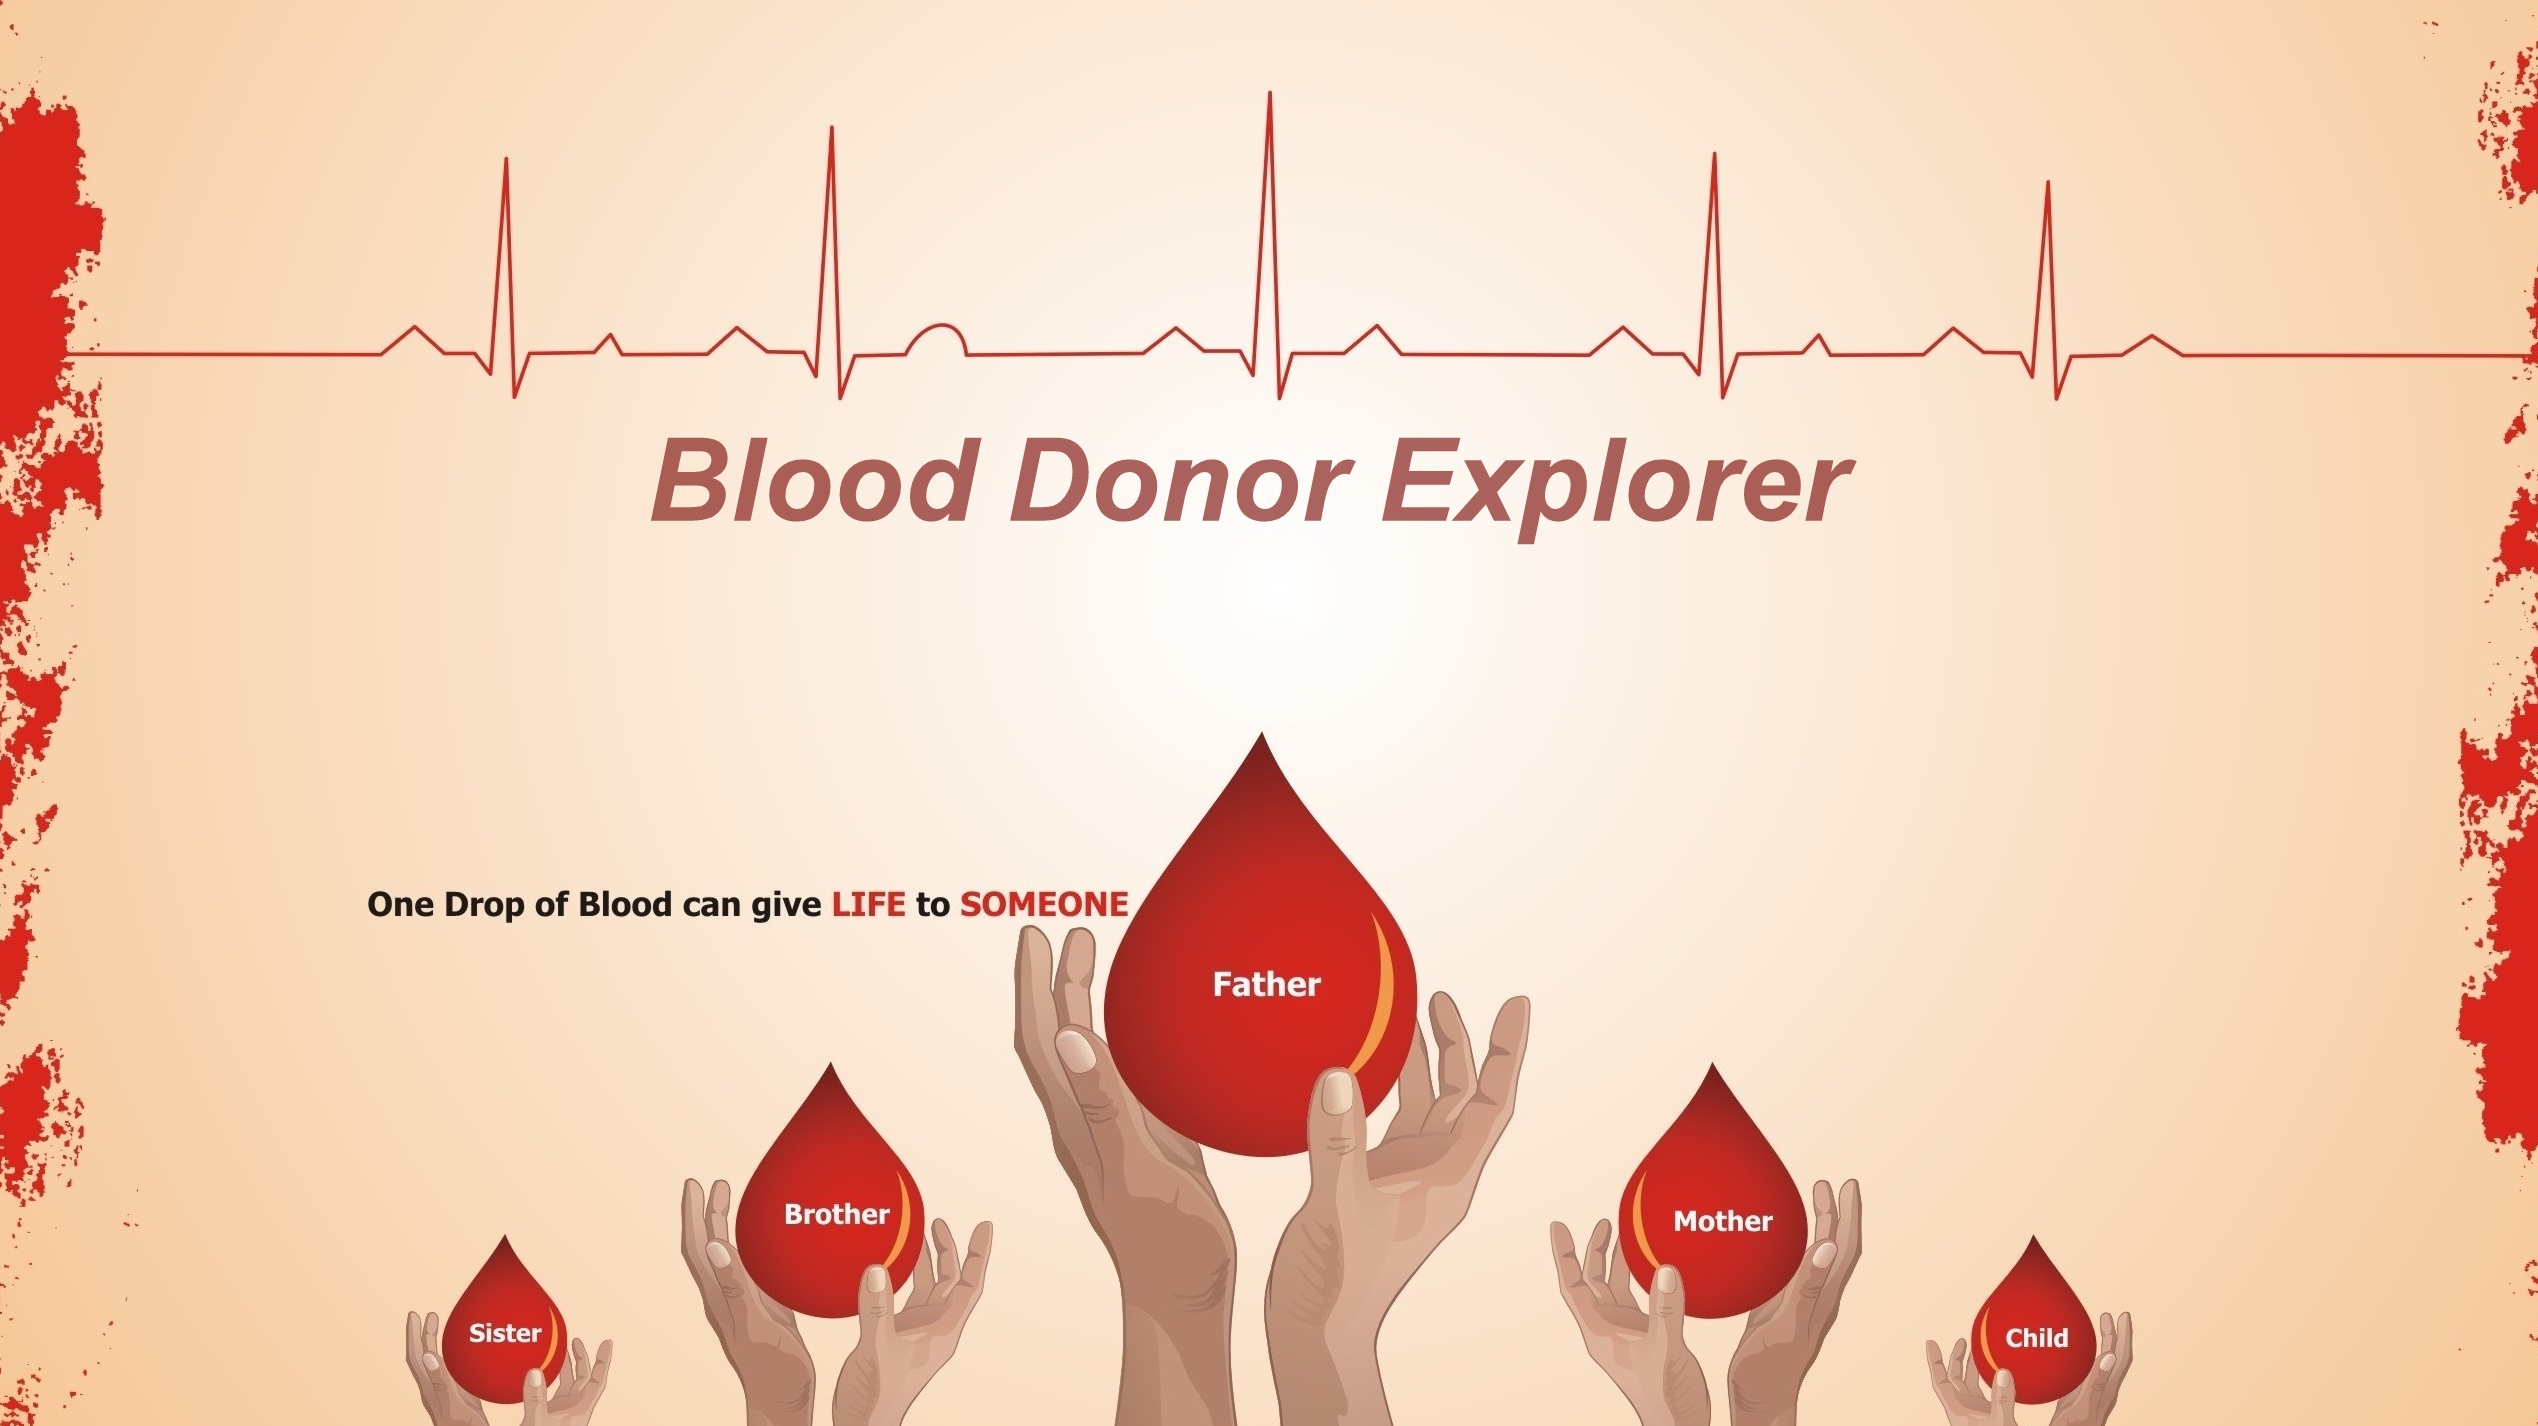 Blood Donor Explorer
One Drop of Blood can give LIFE to SOMEONE
Father
Brother
Mother
Sister
Child